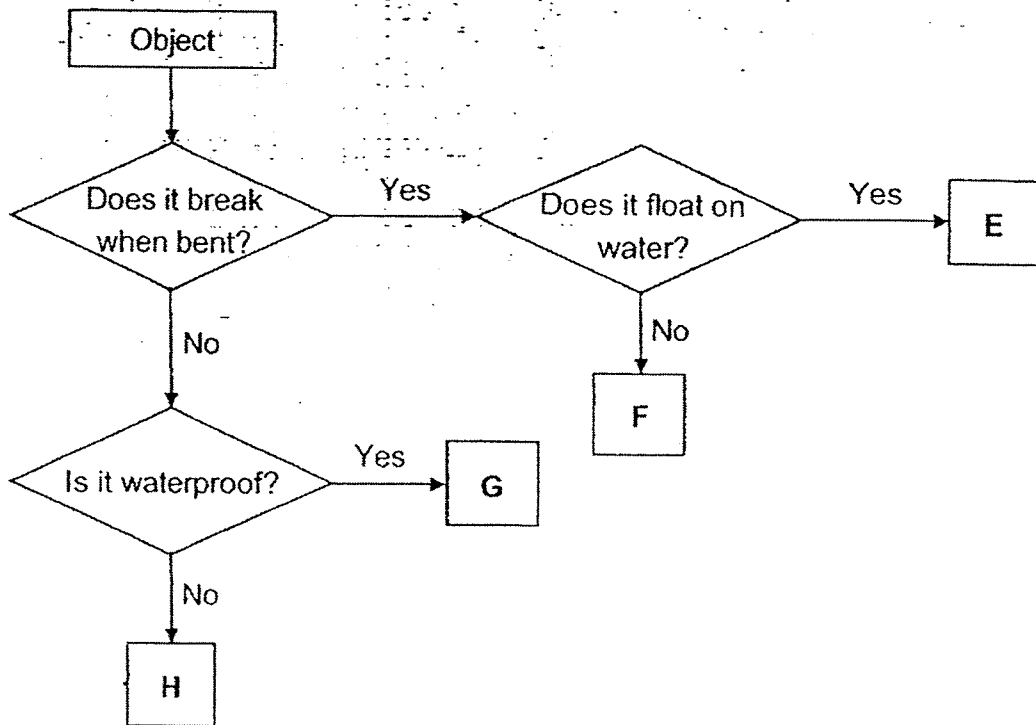 Object
Does it break
when bent?
Yes
Does it float on
water?
Yes
E
No
No
F
Is it waterproof?
Yes
G
No
H